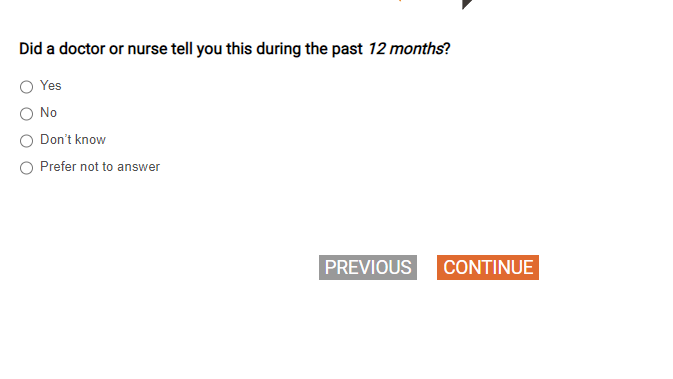 Did a doctor or nurse tell you this during the past 12 months?
Yes
No
Don't know
Prefer not to answer
PREVIOUS CONTINUE